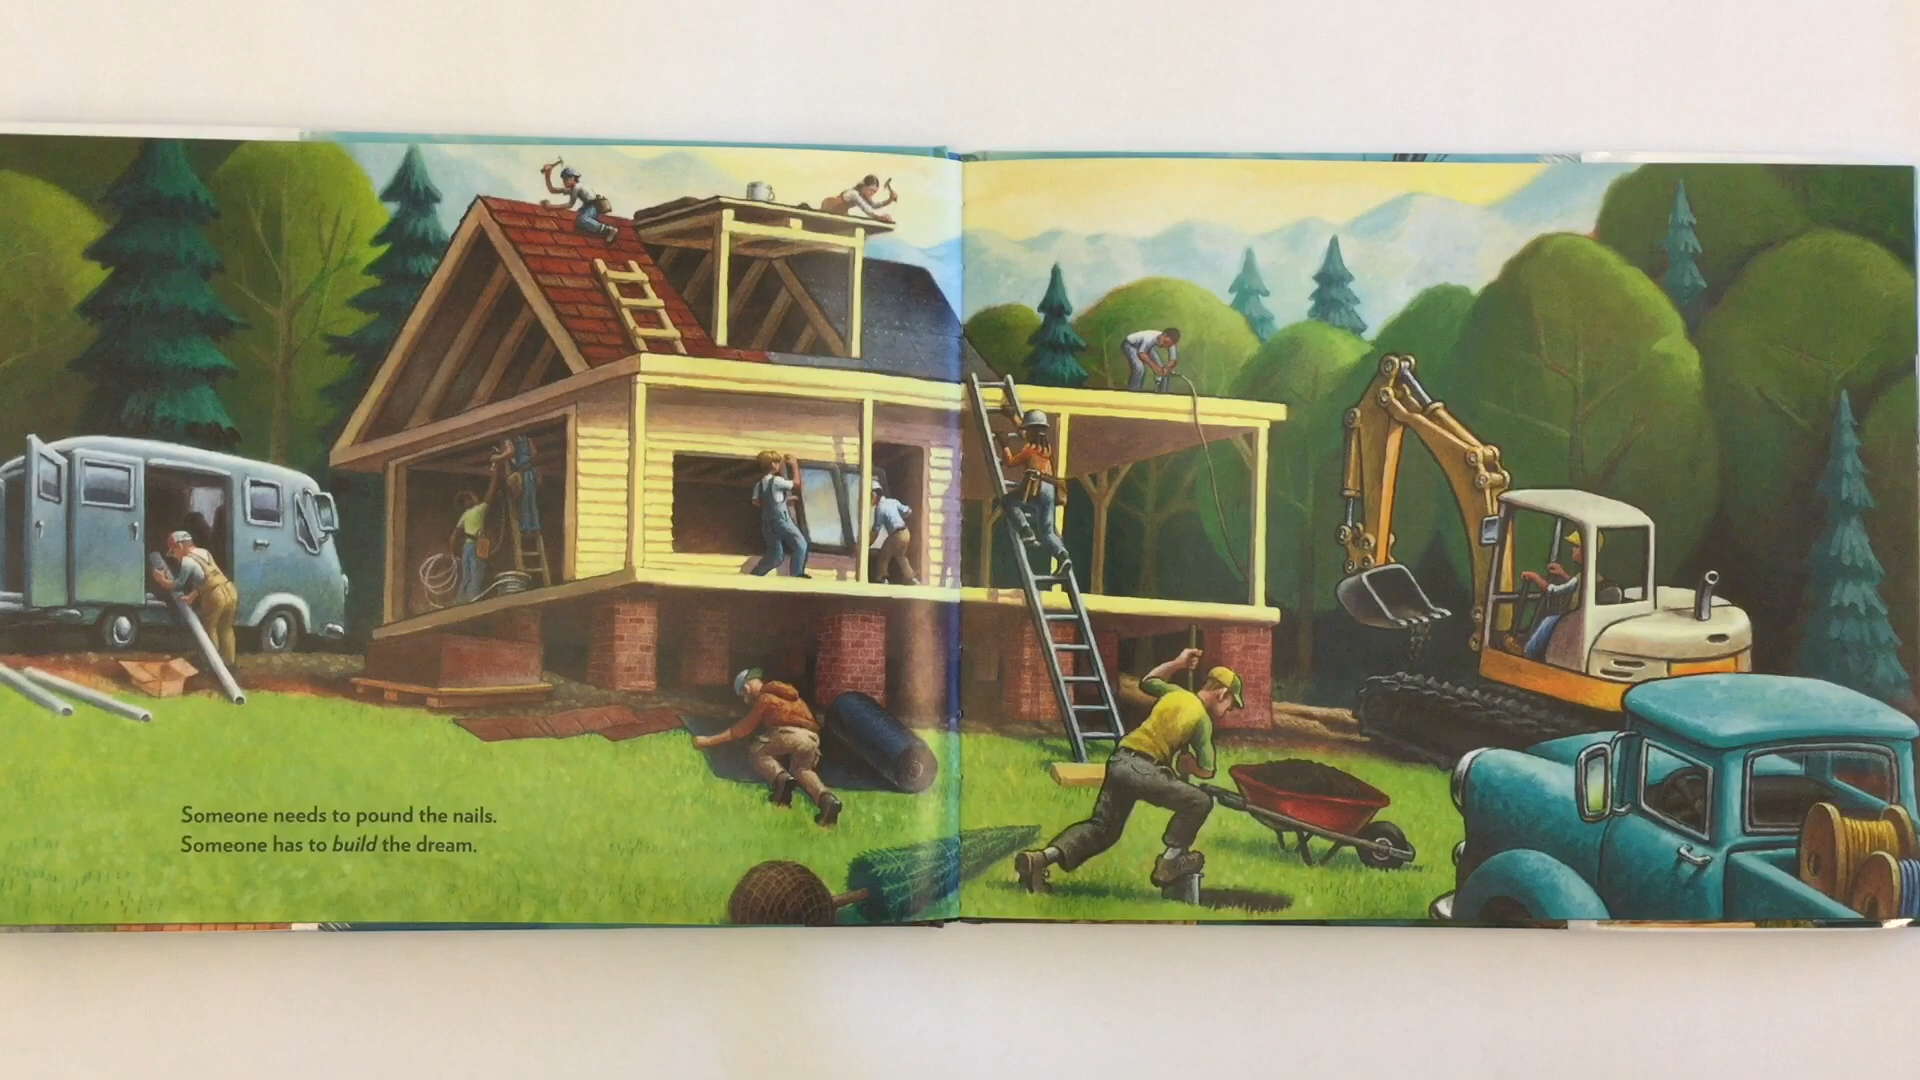 Someone needs to pound the nails.
Someone has to build the dream.